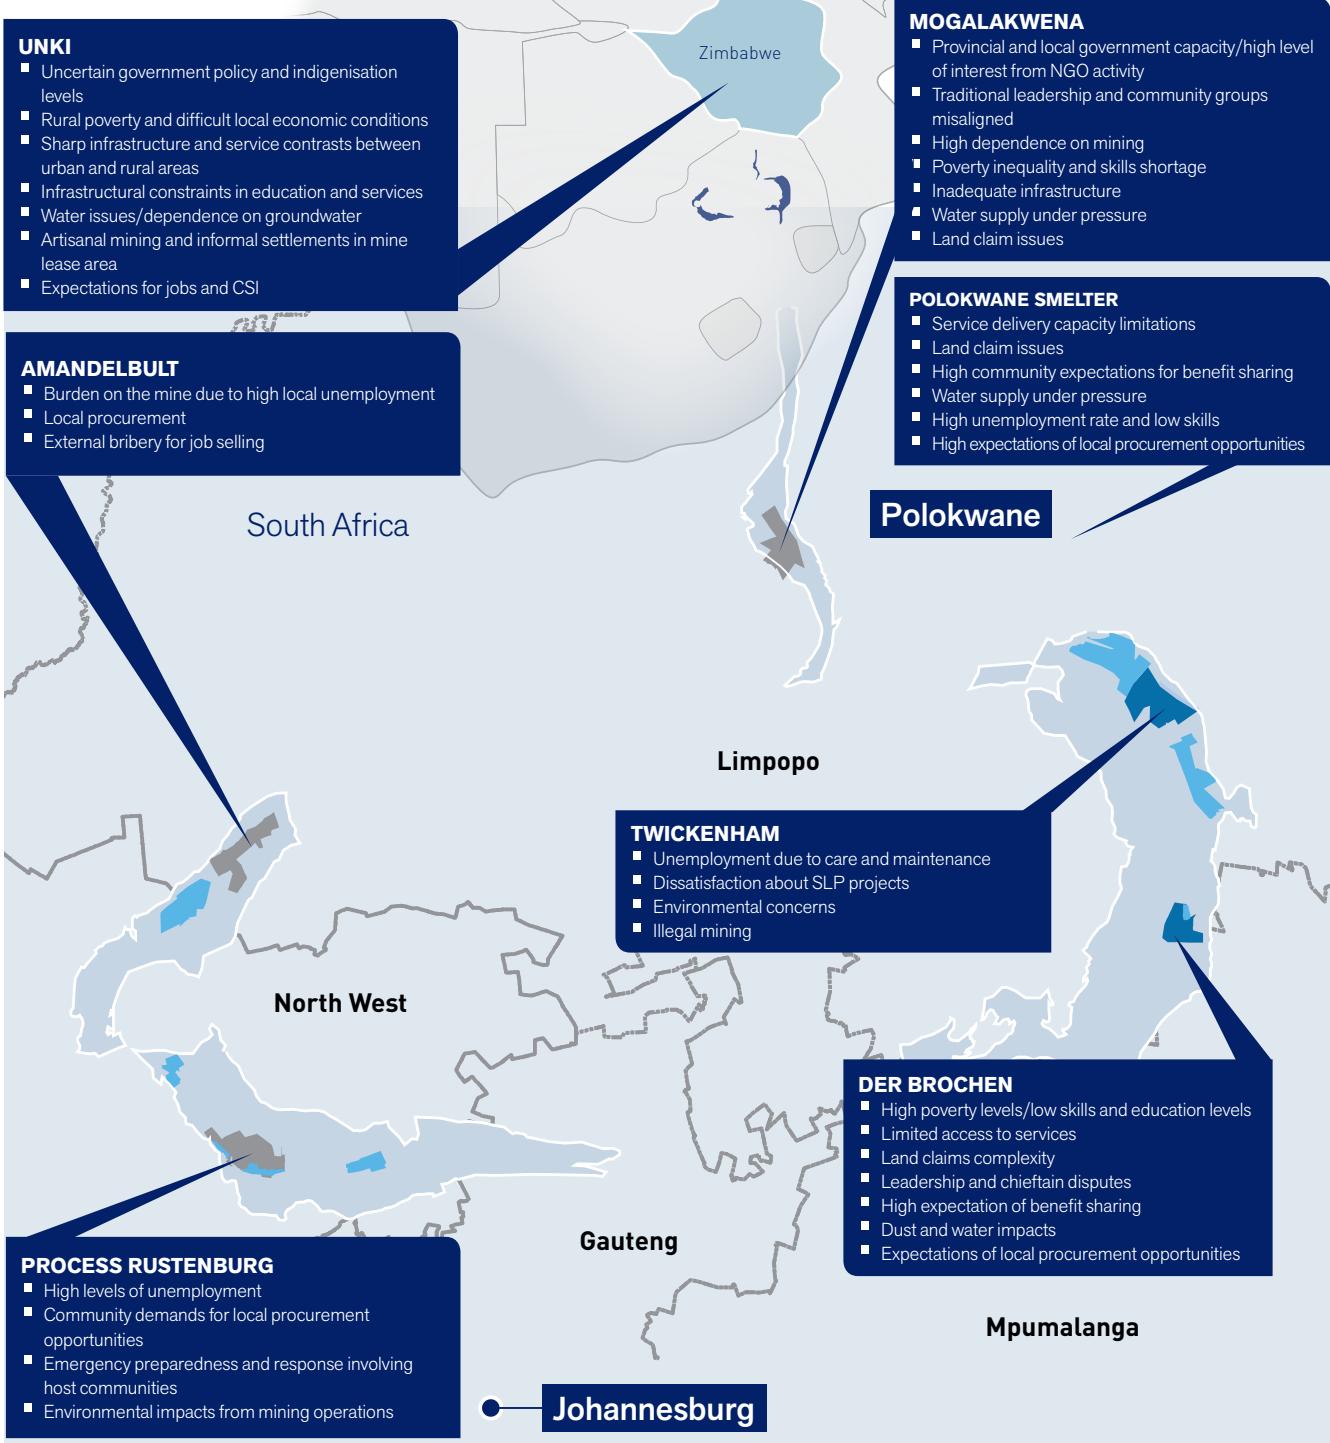 UNKI
Uncertain government policy and indigenisation
levels
Rural poverty and difficult local economic conditions
Sharp infrastructure and service contrasts between
urban and rural areas
Infrastructural constraints in education and services
Water issues/dependence on groundwater
Artisanal mining and informal settlements in mine
lease area
Expectations for jobs and CSI
Zimbabwe
MOGALAKWENA
Provincial and local government capacity/high level
of interest from NGO activity
Traditional leadership and community groups
misaligned
High dependence on mining
Poverty inequality and skills shortage
Inadequate infrastructure
Water supply under pressure
Land claim issues
POLOKWANE SMELTER
Service delivery capacity limitations
Land claim issues
High community expectations for benefit sharing
Water supply under pressure
High unemployment rate and low skills
High expectations of local procurement opportunities
AMANDELBULT
Burden on the mine due to high local unemployment
Local procurement
External bribery for job selling
South Africa
Polokwane
Limpopo
TWICKENHAM
Unemployment due to care and maintenance
Dissatisfaction about SLP projects
Environmental concerns
Illegal mining
North West
DER BROCHEN
High poverty levels/low skills and education levels
Limited access to services
Land claims complexity
Leadership and chieftain disputes
High expectation of benefit sharing
Dust and water impacts
Expectations of local procurement opportunities
Gauteng
PROCESS RUSTENBURG
High levels of unemployment
Community demands for local procurement
opportunities
Emergency preparedness and response involving
host communities
Environmental impacts from mining operations
Mpumalanga
Johannesburg